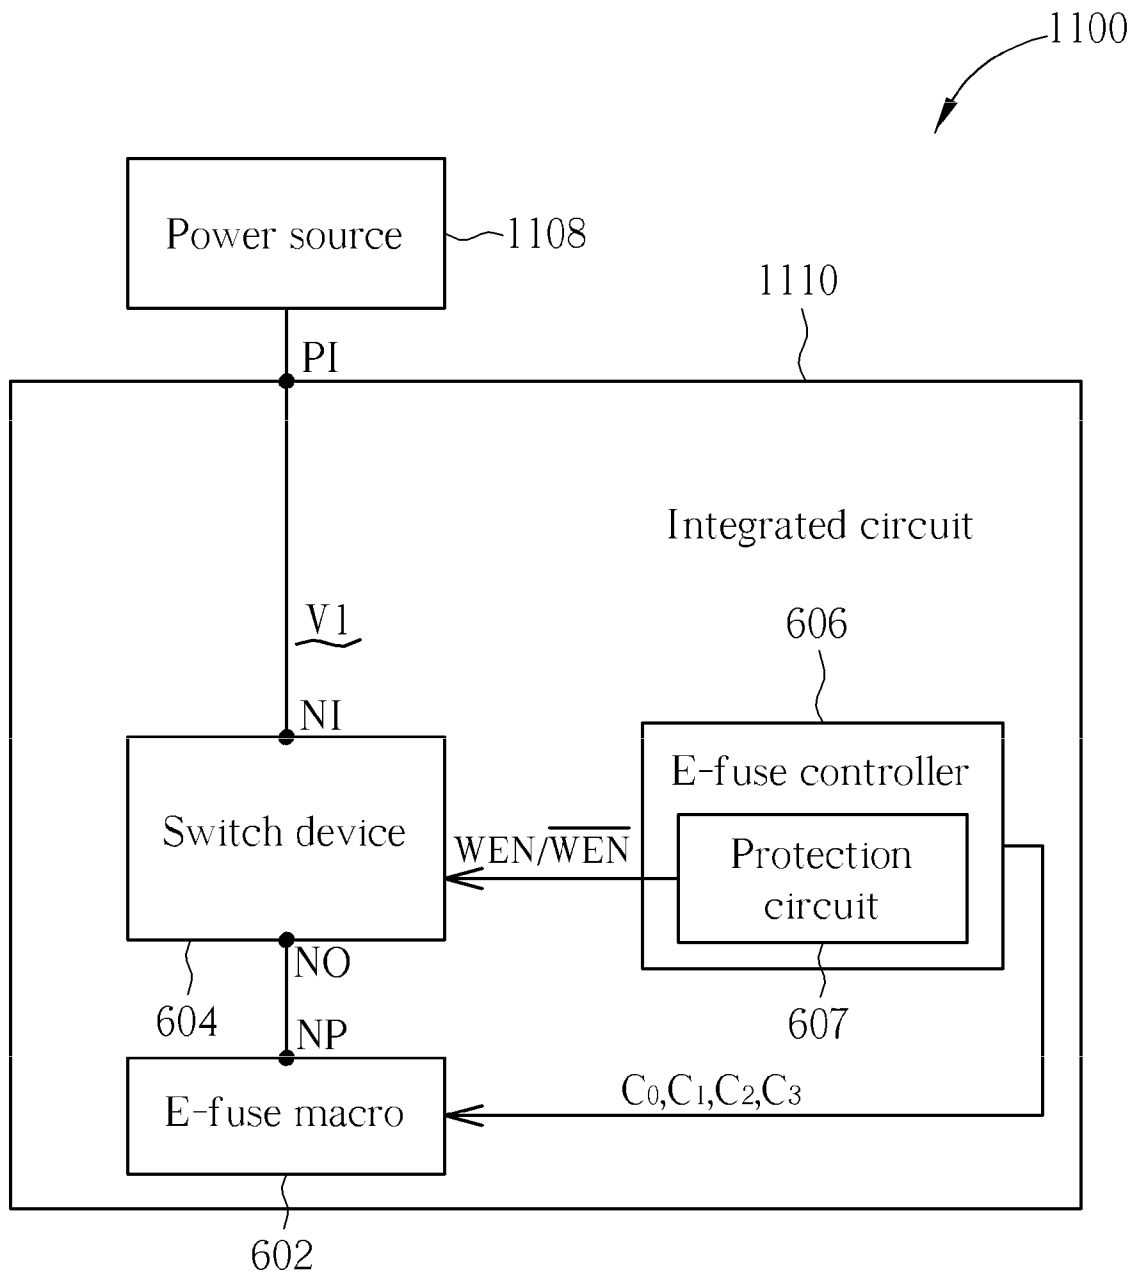 1100
Power source
1108
1110
PI
Integrated circuit
V1
606
NI
E-fuse controller
Switch device
WEN/W̅E̅N̅
Protection
circuit
NO
604
607
NP
C0,C1,C2,C3
E-fuse macro
602